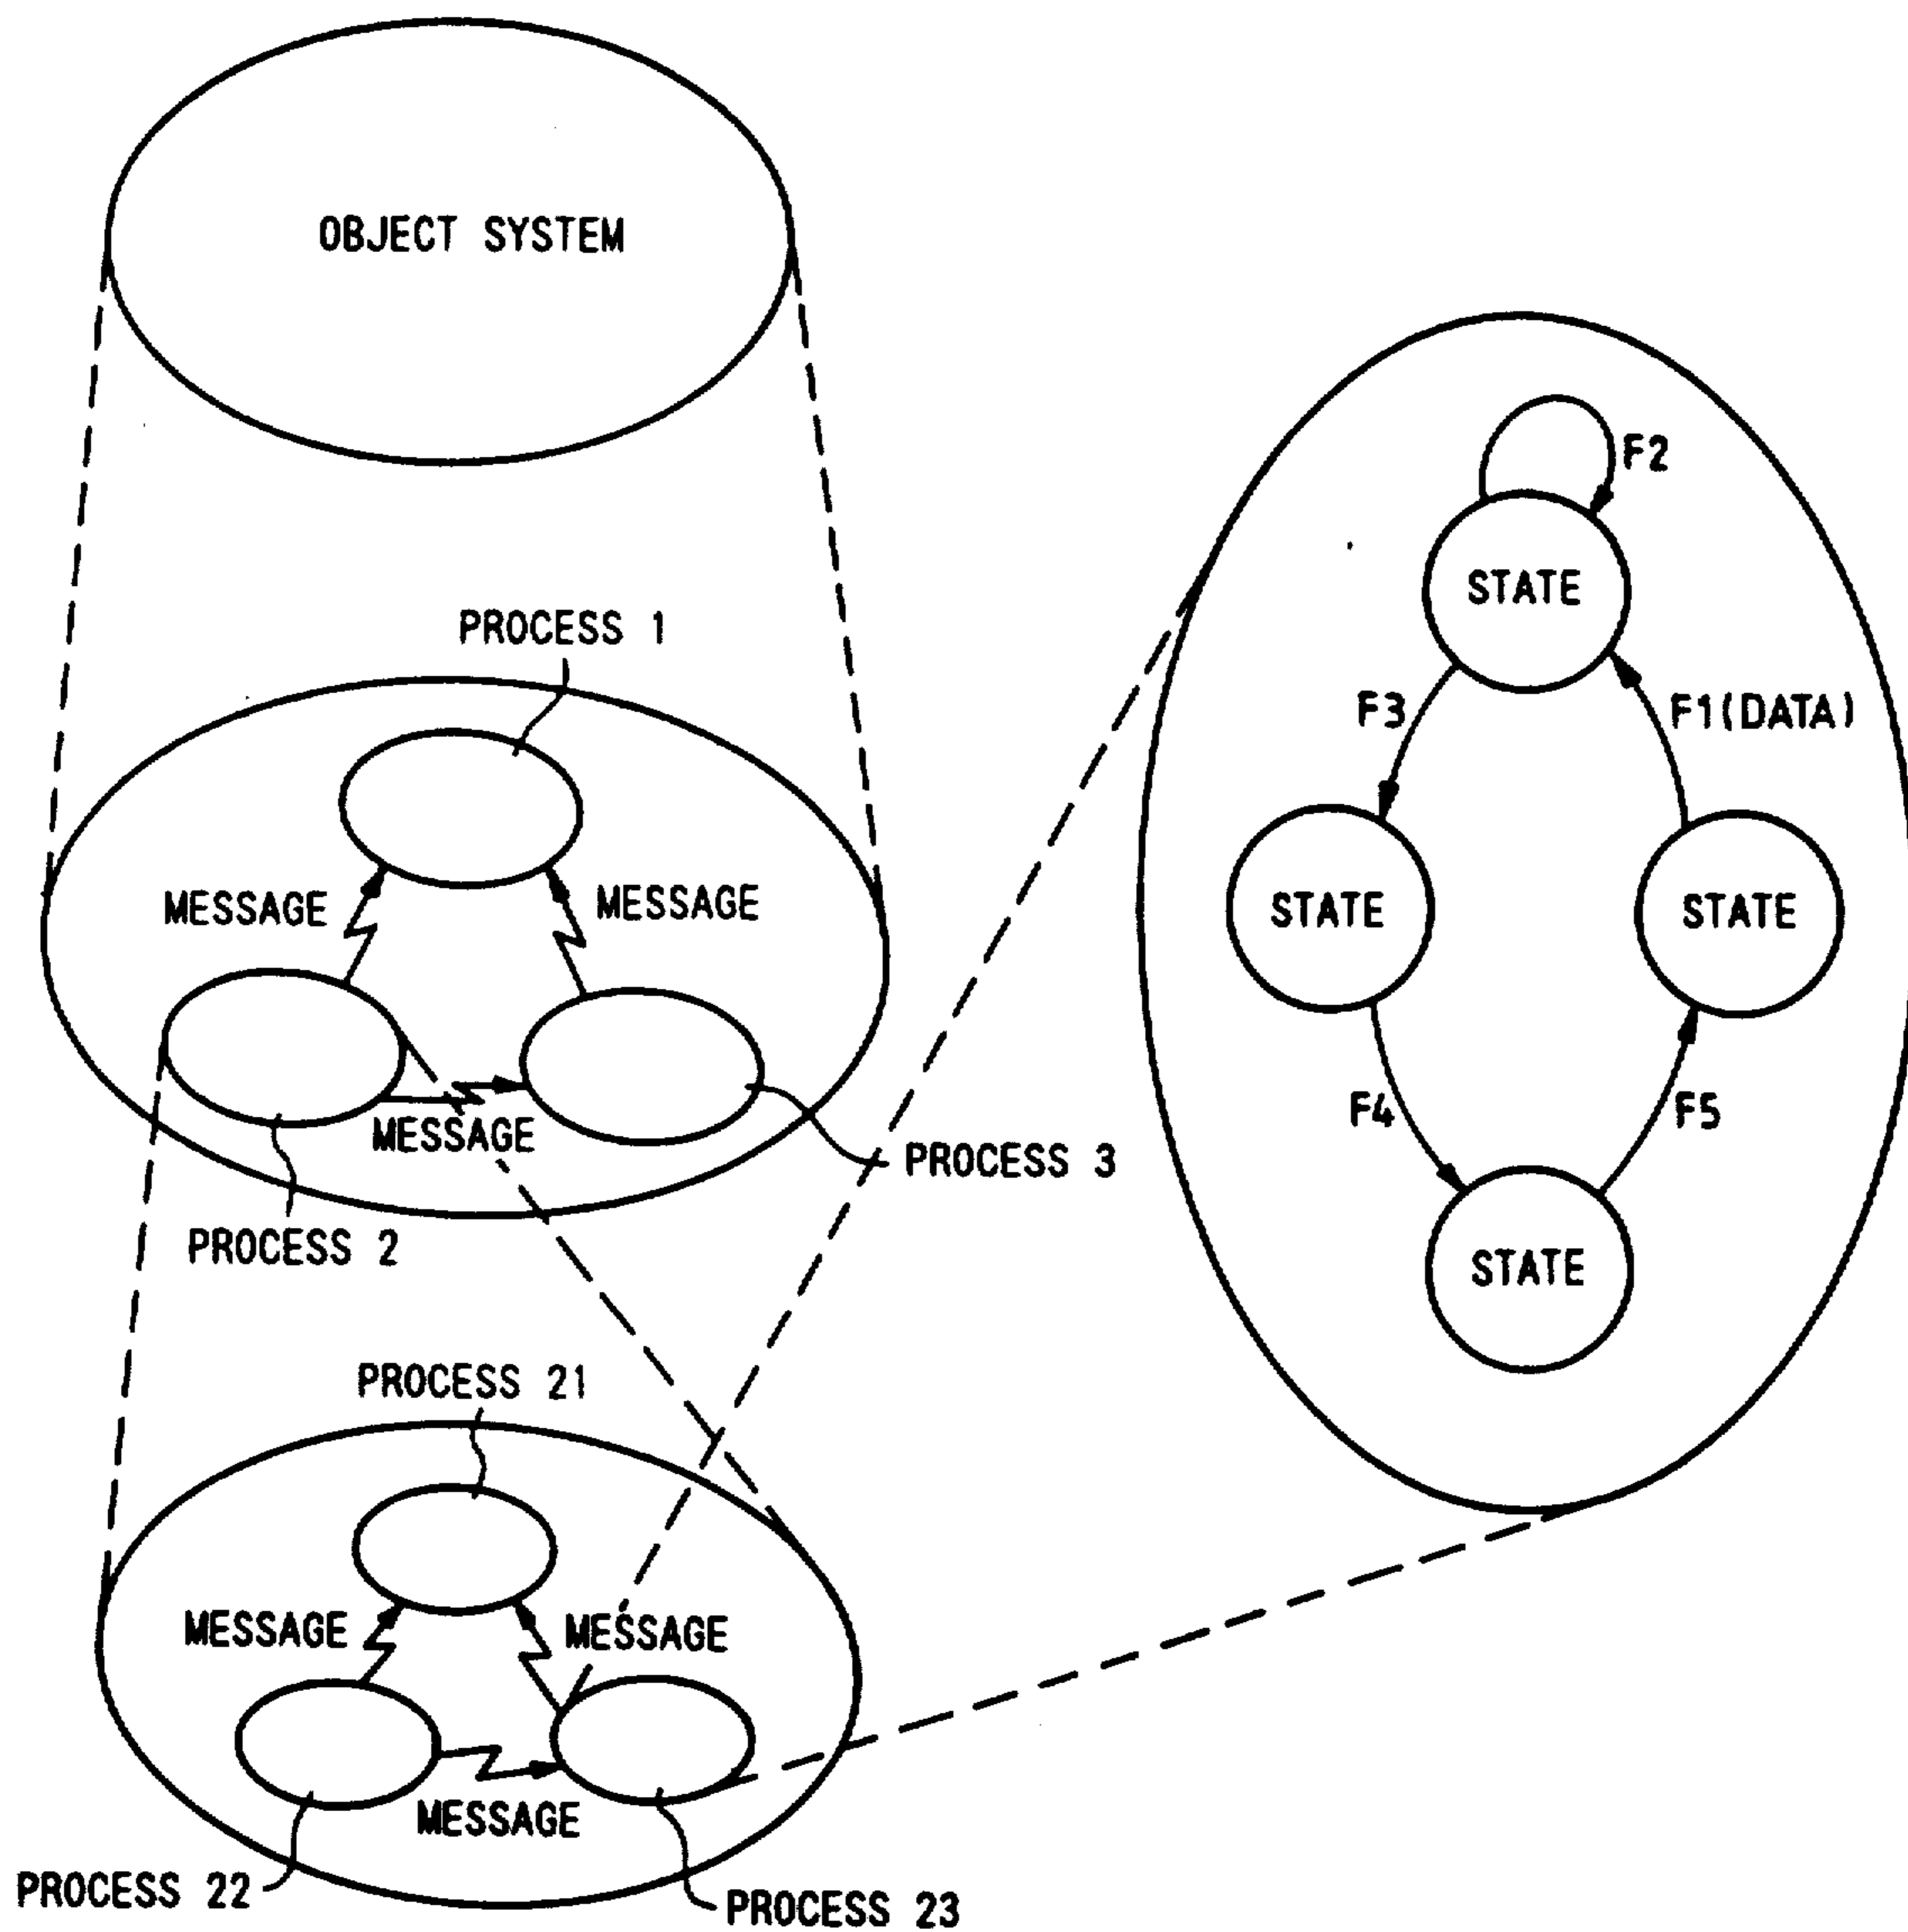 OBJECT SYSTEM
PROCESS 1
MESSAGE
MESSAGE
MESSAGE
PROCESS 3
PROCESS 2
PROCESS 21
MESSAGE
MESSAGE
MESSAGE
PROCESS 22
PROCESS 23
F2
STATE
F3
F1(DATA)
STATE
STATE
F4
F5
STATE